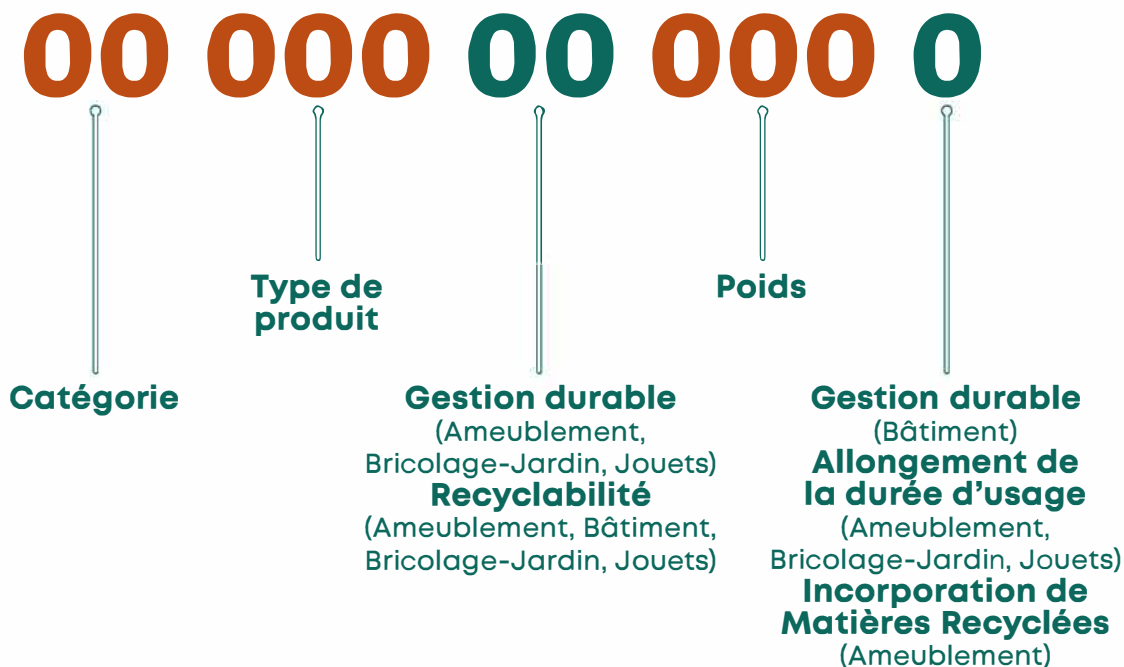 00 000 00 000 0
Type de
produit
Poids
Catégorie
Gestion durable
(Ameublement,
Bricolage-Jardin, Jouets)
Recyclabilité
(Ameublement, Bâtiment,
Bricolage-Jardin, Jouets)
Gestion durable
(Bâtiment)
Allongement de
la durée d'usage
(Ameublement,
Bricolage-Jardin, Jouets)
Incorporation de
Matières Recyclées
(Ameublement)